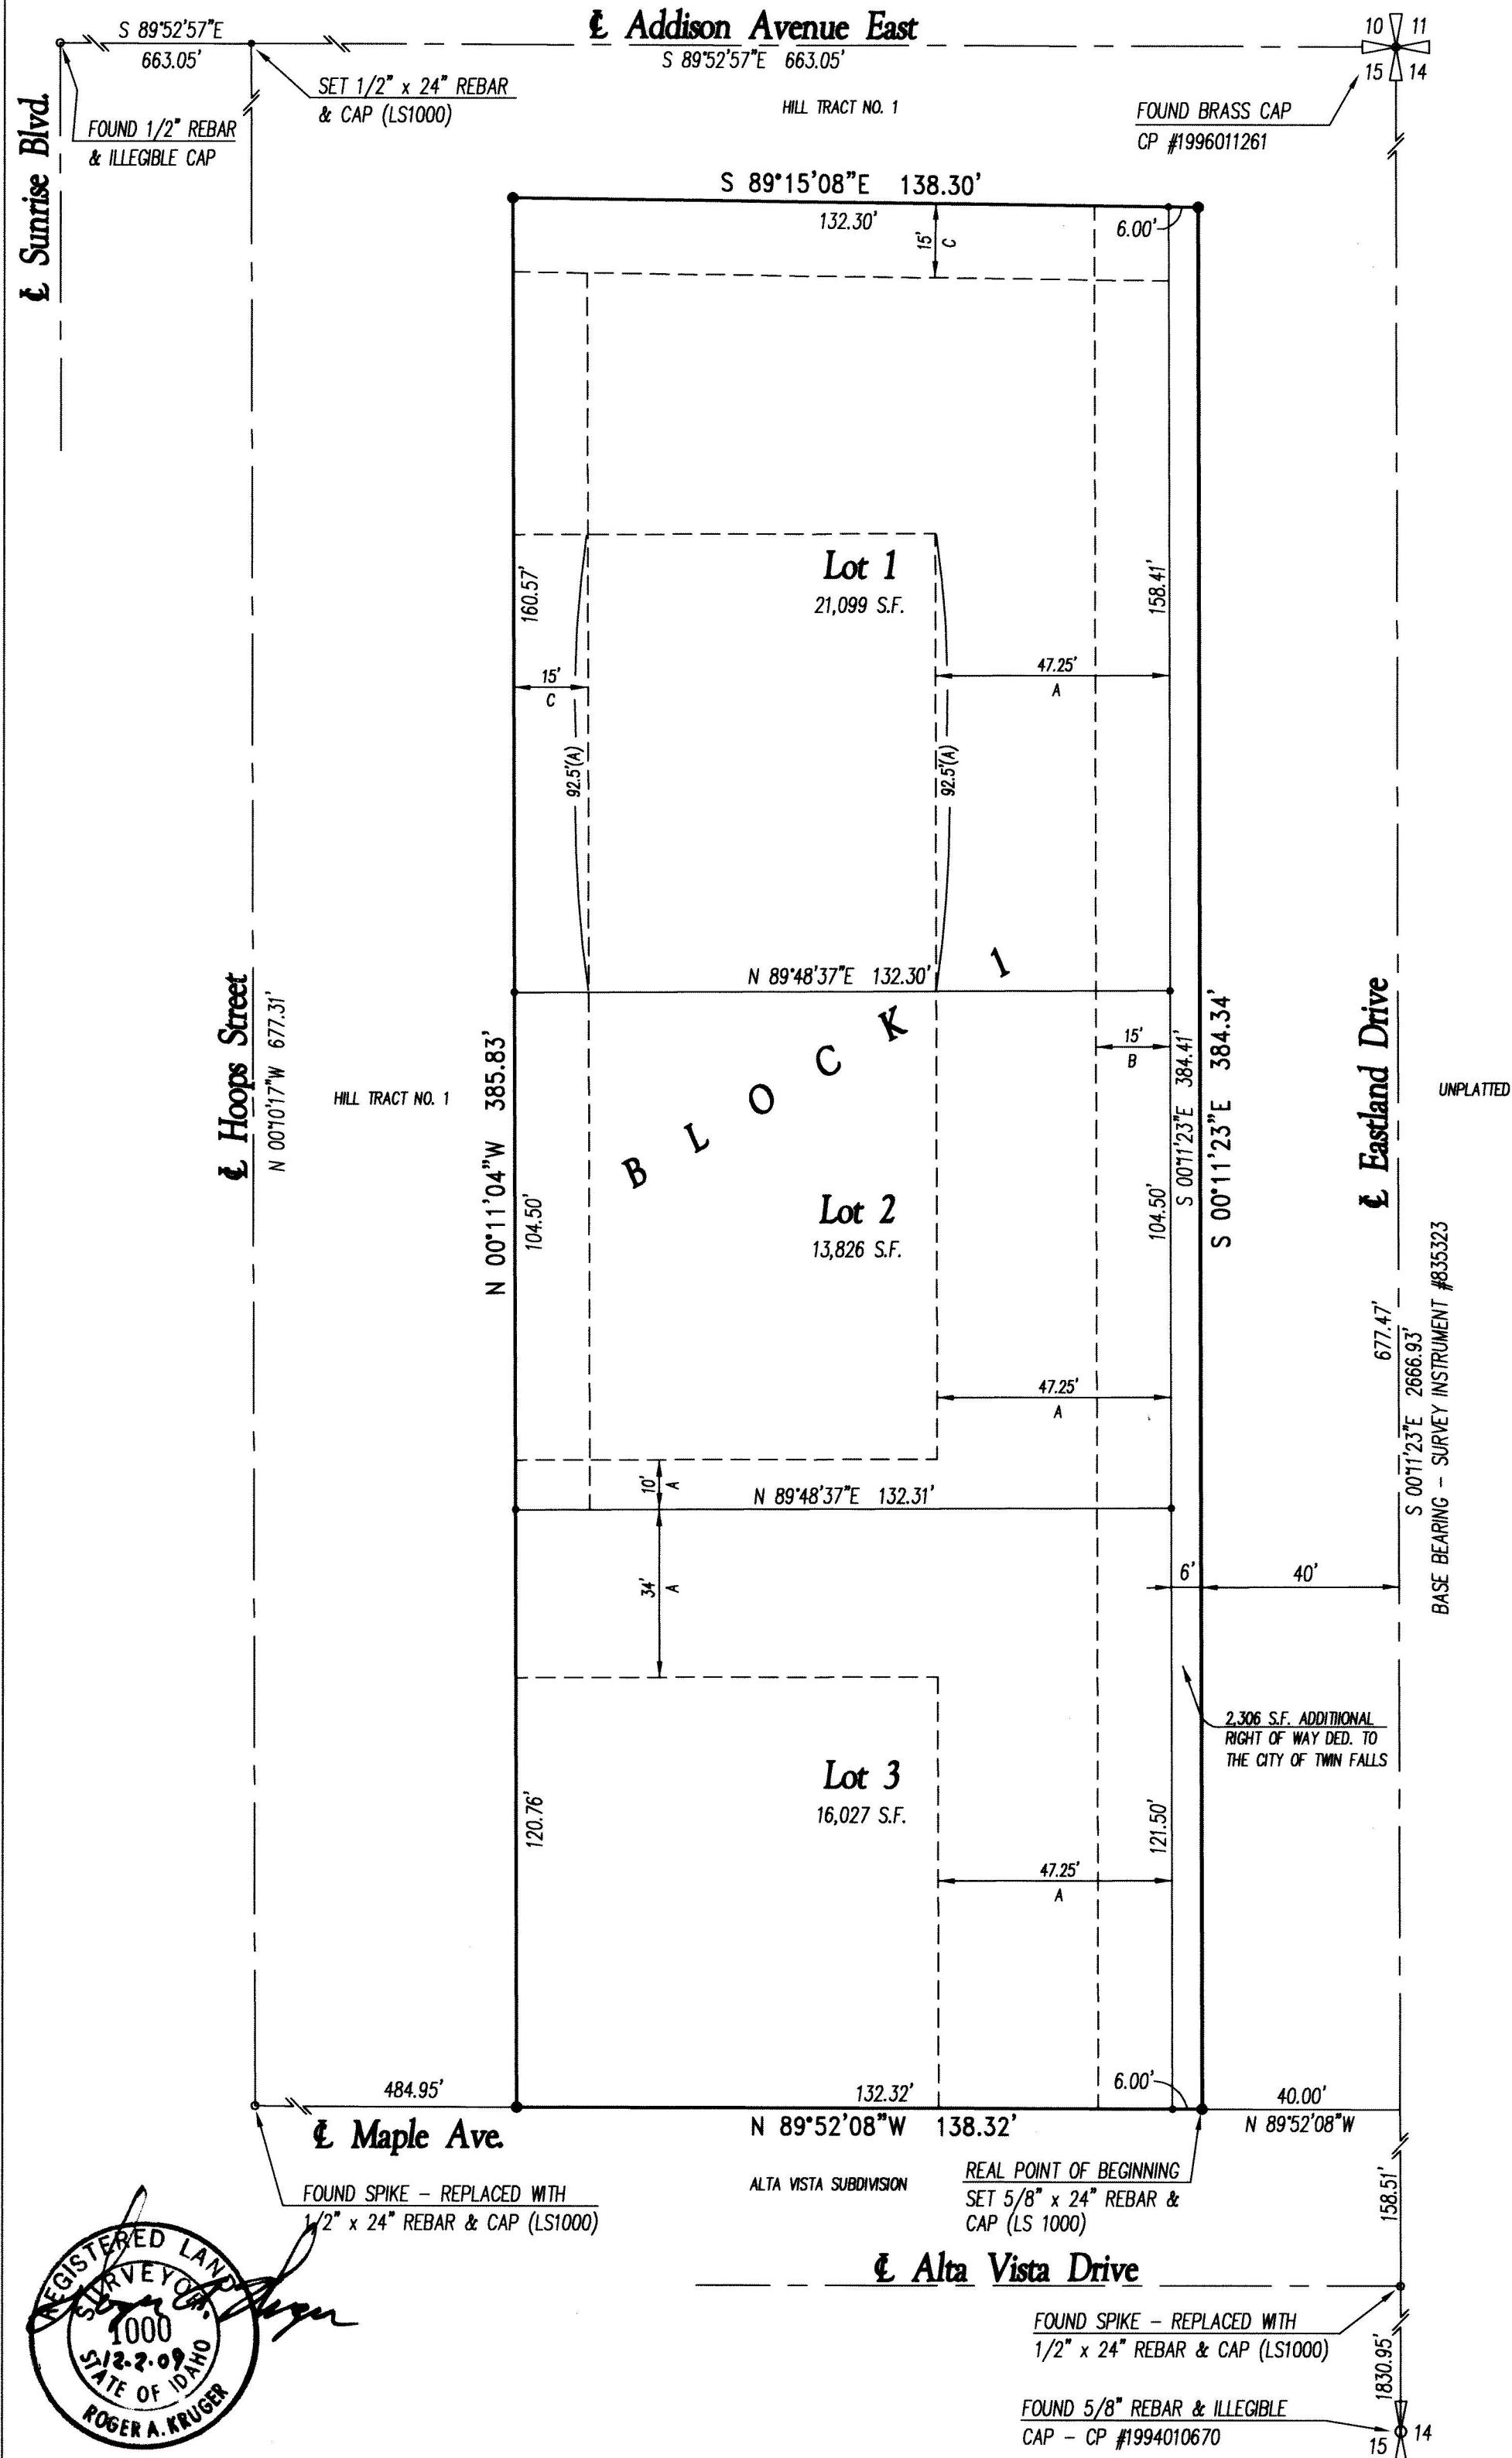 ℄ Addison Avenue East
S 89°52'57"E
663.05'
S 89°52'57"E 663.05'
10 11
15 14
SET 1/2" x 24" REBAR
& CAP (LS1000)
HILL TRACT NO. 1
FOUND BRASS CAP
CP #1996011261
FOUND 1/2" REBAR
& ILLEGIBLE CAP
℄ Sunrise Blvd.
S 89°15'08"E 138.30'
132.30'
6.00'
15'
C
Lot 1
21,099 S.F.
160.57'
158.41'
47.25'
A
15'
C
92.5'(A)
92.5'(A)
N 89°48'37"E 132.30'
BLOCK 1
℄ Hoops Street
N 00°10'17"W 677.31'
HILL TRACT NO. 1
N 00°11'04"W 385.83'
104.50'
15'
B
S 00°11'23"E 384.41'
S 00°11'23"E 384.34'
104.50'
℄ Eastland Drive
UNPLATTED
Lot 2
13,826 S.F.
677.47'
S 00°11'23"E 2666.93'
BASE BEARING - SURVEY INSTRUMENT #835323
47.25'
A
10'
A
N 89°48'37"E 132.31'
34'
A
6'
40'
2,306 S.F. ADDITIONAL
RIGHT OF WAY DED. TO
THE CITY OF TWIN FALLS
Lot 3
16,027 S.F.
120.76'
121.50'
47.25'
A
484.95'
132.32'
6.00'
40.00'
N 89°52'08"W 138.32'
N 89°52'08"W
℄ Maple Ave.
ALTA VISTA SUBDIVISION
REAL POINT OF BEGINNING
SET 5/8" x 24" REBAR &
CAP (LS 1000)
FOUND SPIKE - REPLACED WITH
1/2" x 24" REBAR & CAP (LS1000)
158.51'
℄ Alta Vista Drive
FOUND SPIKE - REPLACED WITH
1/2" x 24" REBAR & CAP (LS1000)
1830.95'
FOUND 5/8" REBAR & ILLEGIBLE
CAP - CP #1994010670
14
15
REGISTERED LAND
SURVEYOR
1000
12-2-09
STATE OF IDAHO
ROGER A. KRUGER